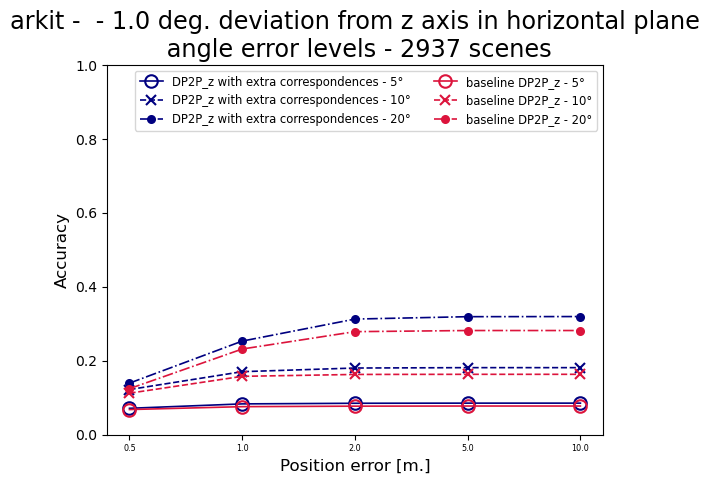 arkit -  - 1.0 deg. deviation from z axis in horizontal plane
angle error levels - 2937 scenes
DP2P_z with extra correspondences - 5°
DP2P_z with extra correspondences - 10°
DP2P_z with extra correspondences - 20°
baseline DP2P_z - 5°
baseline DP2P_z - 10°
baseline DP2P_z - 20°
1.0
0.8
0.6
0.4
0.2
0.0
Accuracy
0.5 1.0 2.0 5.0 10.0
Position error [m.]